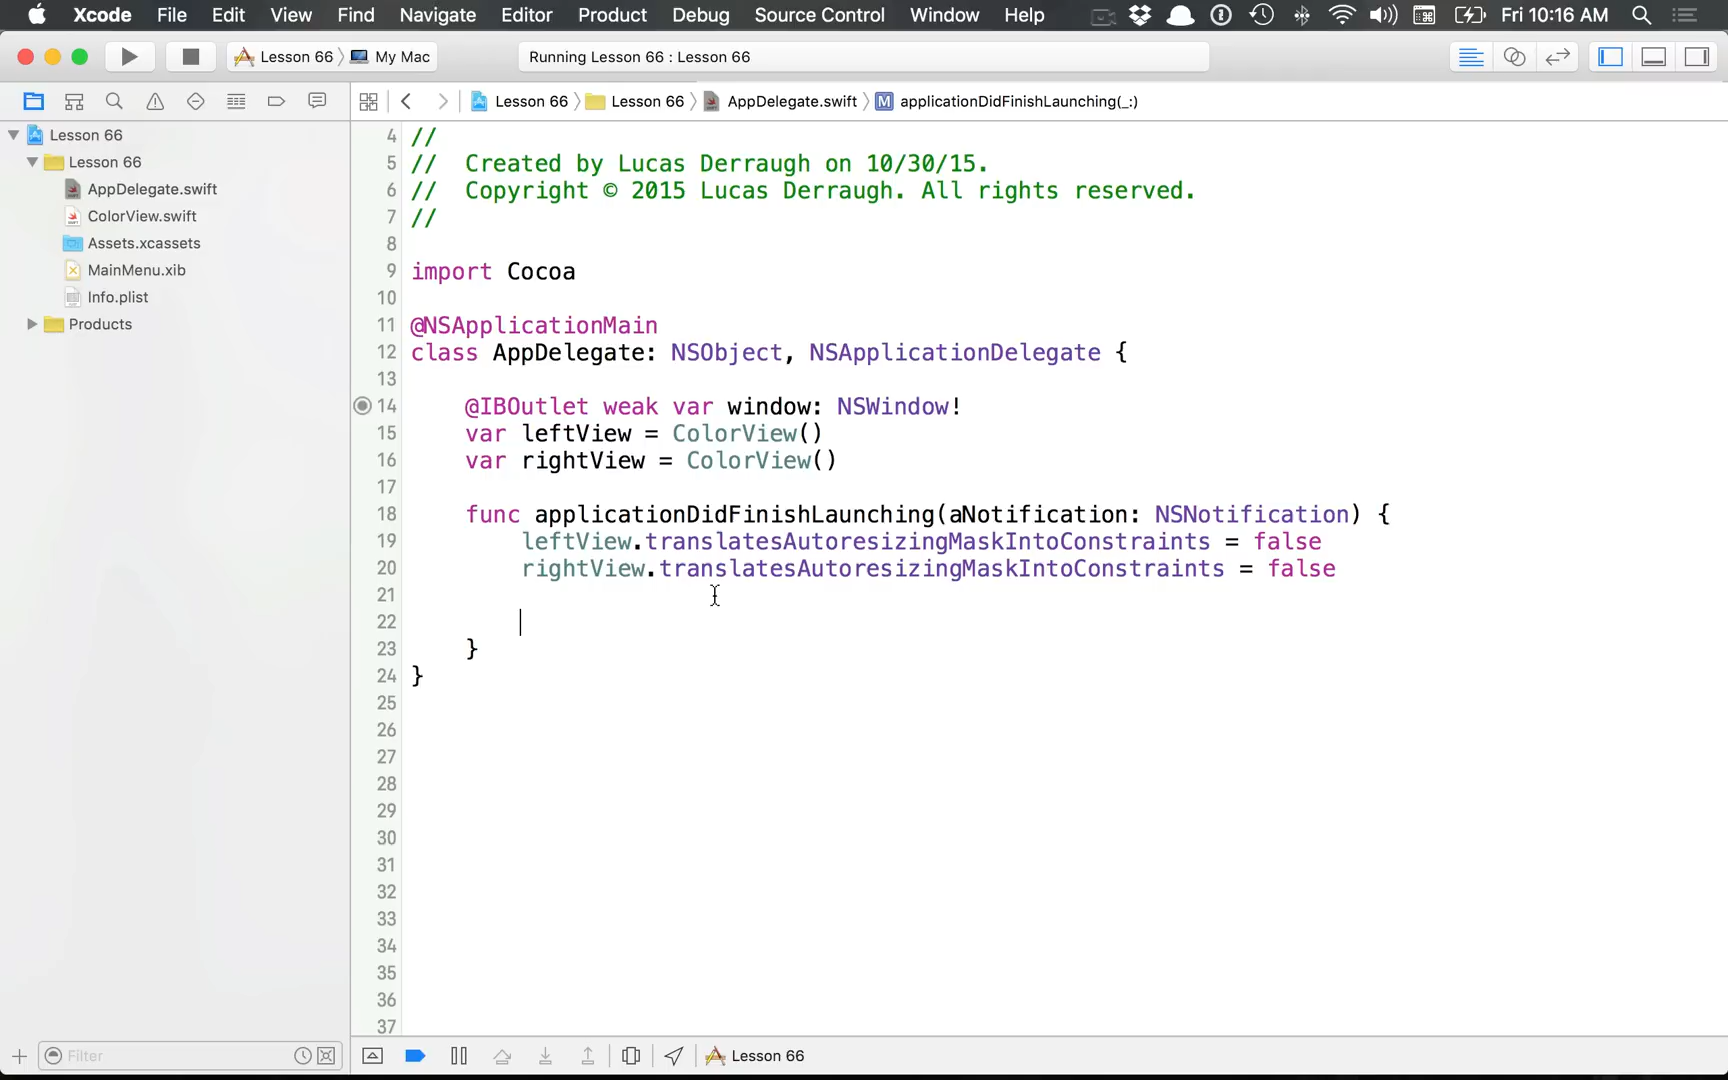 Xcode File Edit View Find Navigate Editor Product Debug Source Control Window Help Fri 10:16 AM
Lesson 66 My Mac Running Lesson 66 : Lesson 66
Lesson 66 Lesson 66 AppDelegate.swift M applicationDidFinishLaunching(_:)
Lesson 66
Lesson 66
AppDelegate.swift
ColorView.swift
Assets.xcassets
MainMenu.xib
Info.plist
Products
4 //
5 // Created by Lucas Derraugh on 10/30/15.
6 // Copyright © 2015 Lucas Derraugh. All rights reserved.
7 //
8
9 import Cocoa
10
11 @NSApplicationMain
12 class AppDelegate: NSObject, NSApplicationDelegate {
13
14 @IBOutlet weak var window: NSWindow!
15 var leftView = ColorView()
16 var rightView = ColorView()
17
18 func applicationDidFinishLaunching(aNotification: NSNotification) {
19 leftView.translatesAutoresizingMaskIntoConstraints = false
20 rightView.translatesAutoresizingMaskIntoConstraints = false
21
22
23 }
24 }
25
26
27
28
29
30
31
32
33
34
35
36
37
Filter
Lesson 66